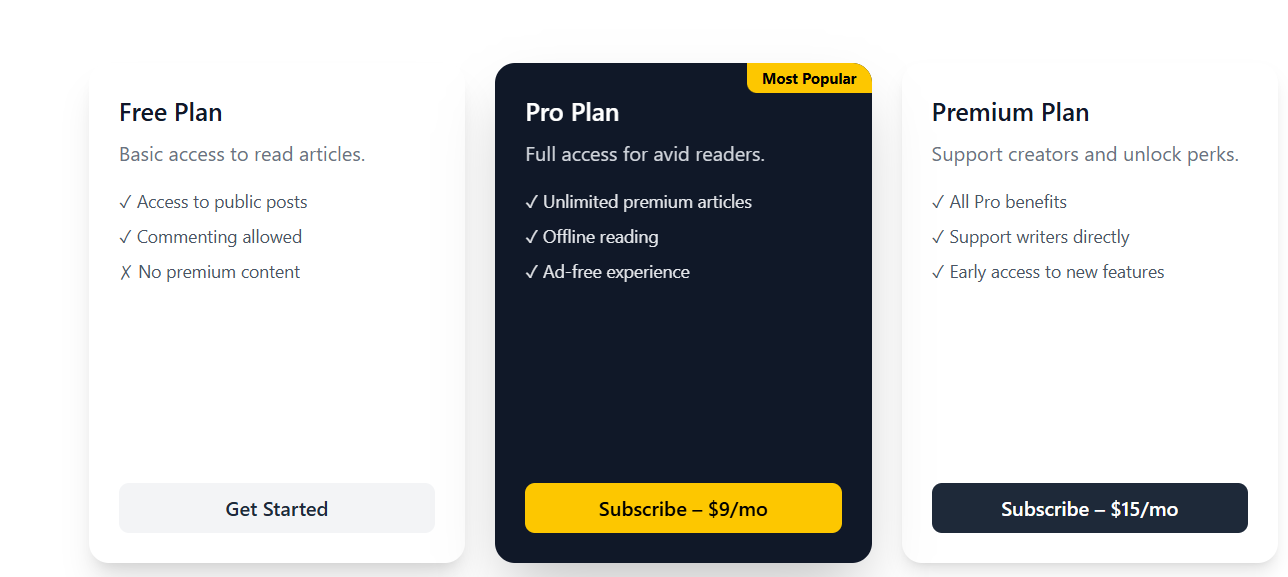 Most Popular
Free Plan
Basic access to read articles.
✓ Access to public posts
✓ Commenting allowed
✗ No premium content
Get Started
Pro Plan
Full access for avid readers.
✓ Unlimited premium articles
✓ Offline reading
✓ Ad-free experience
Subscribe – $9/mo
Premium Plan
Support creators and unlock perks.
✓ All Pro benefits
✓ Support writers directly
✓ Early access to new features
Subscribe – $15/mo